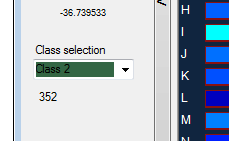 -36.739533
<
Class selection
Class 2
352
H
I
J
K
L
M
N